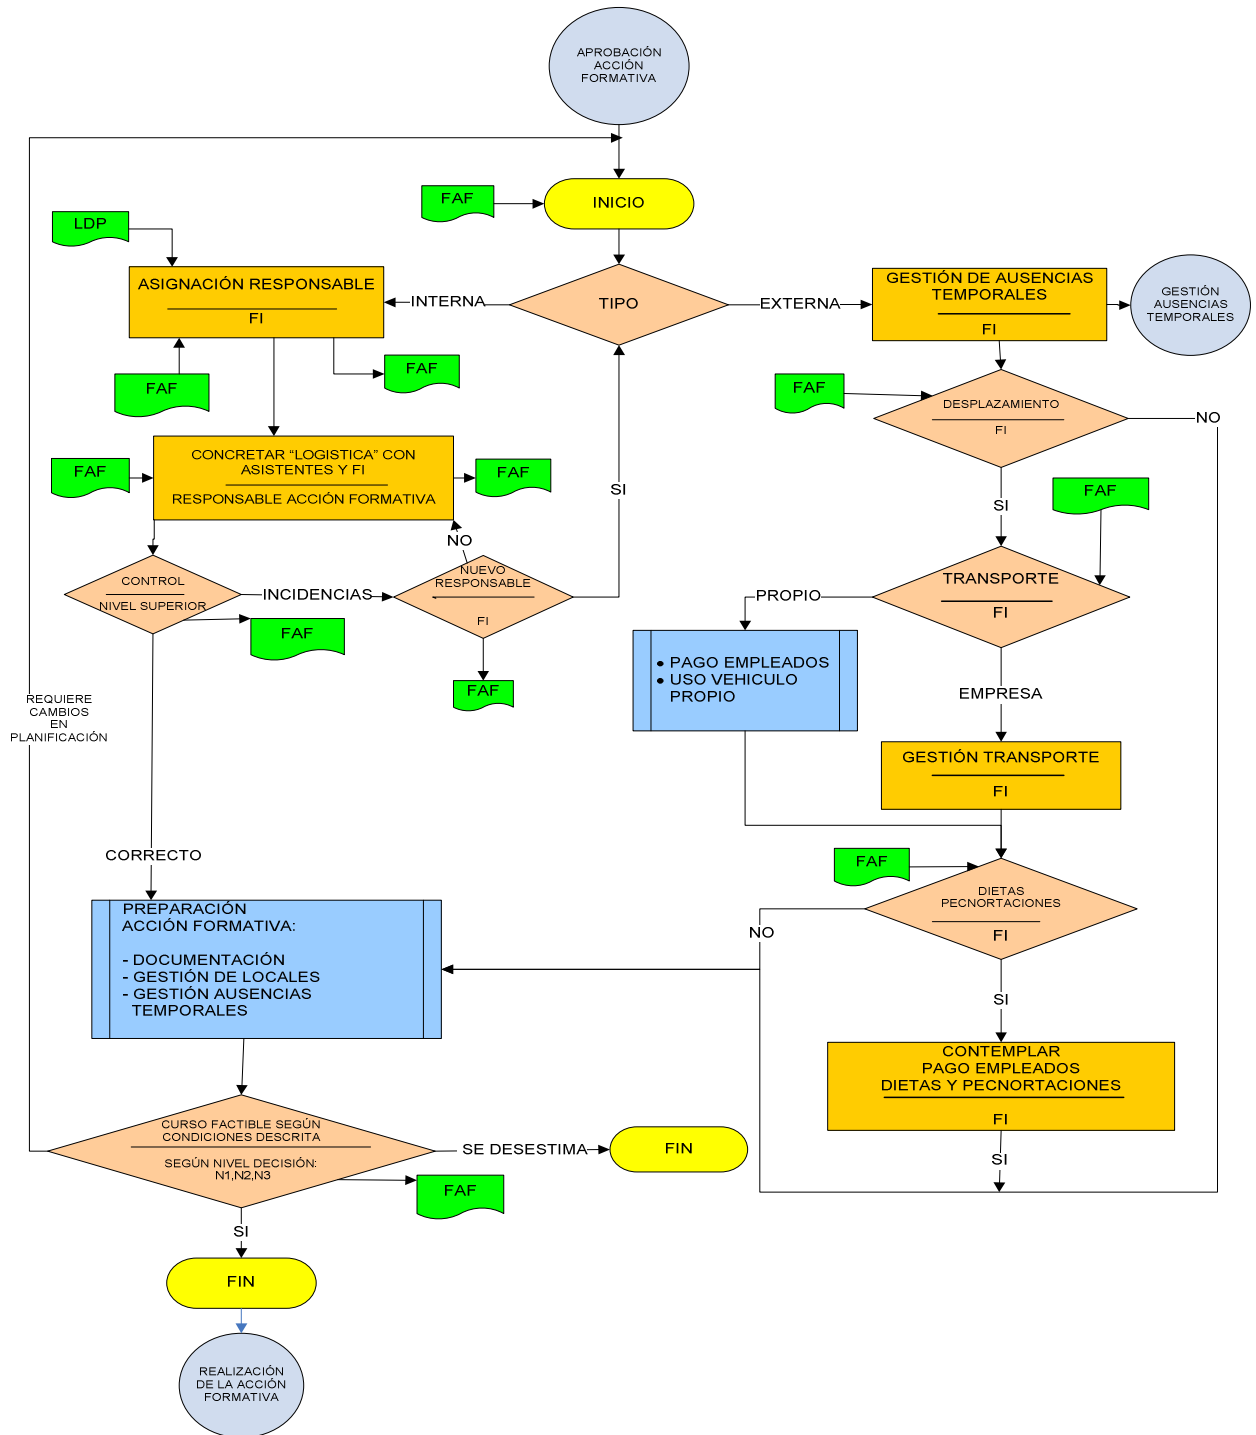 APROBACIÓN
ACCIÓN
FORMATIVA
FAF
INICIO
LDP
ASIGNACIÓN RESPONSABLE
FI
INTERNA
TIPO
EXTERNA
GESTIÓN DE AUSENCIAS
TEMPORALES
FI
GESTIÓN
AUSENCIAS
TEMPORALES
FAF
FAF
FAF
DESPLAZAMIENTO
FI
NO
CONCRETAR “LOGISTICA” CON
ASISTENTES Y FI
RESPONSABLE ACCIÓN FORMATIVA
FAF
FAF
SI
SI
FAF
NO
CONTROL
NIVEL SUPERIOR
INCIDENCIAS
NUEVO
RESPONSABLE
FI
TRANSPORTE
FI
PROPIO
FAF
FAF
● PAGO EMPLEADOS
● USO VEHICULO
PROPIO
EMPRESA
REQUIERE
CAMBIOS
EN
PLANIFICACIÓN
GESTIÓN TRANSPORTE
FI
CORRECTO
FAF
DIETAS
PECNORTACIONES
FI
NO
PREPARACIÓN
ACCIÓN FORMATIVA:
- DOCUMENTACIÓN
- GESTIÓN DE LOCALES
- GESTIÓN AUSENCIAS
TEMPORALES
SI
CONTEMPLAR
PAGO EMPLEADOS
DIETAS Y PECNORTACIONES
FI
SI
CURSO FACTIBLE SEGÚN
CONDICIONES DESCRITA
SEGÚN NIVEL DECISIÓN:
N1,N2,N3
SE DESESTIMA
FIN
FAF
SI
FIN
REALIZACIÓN
DE LA ACCIÓN
FORMATIVA